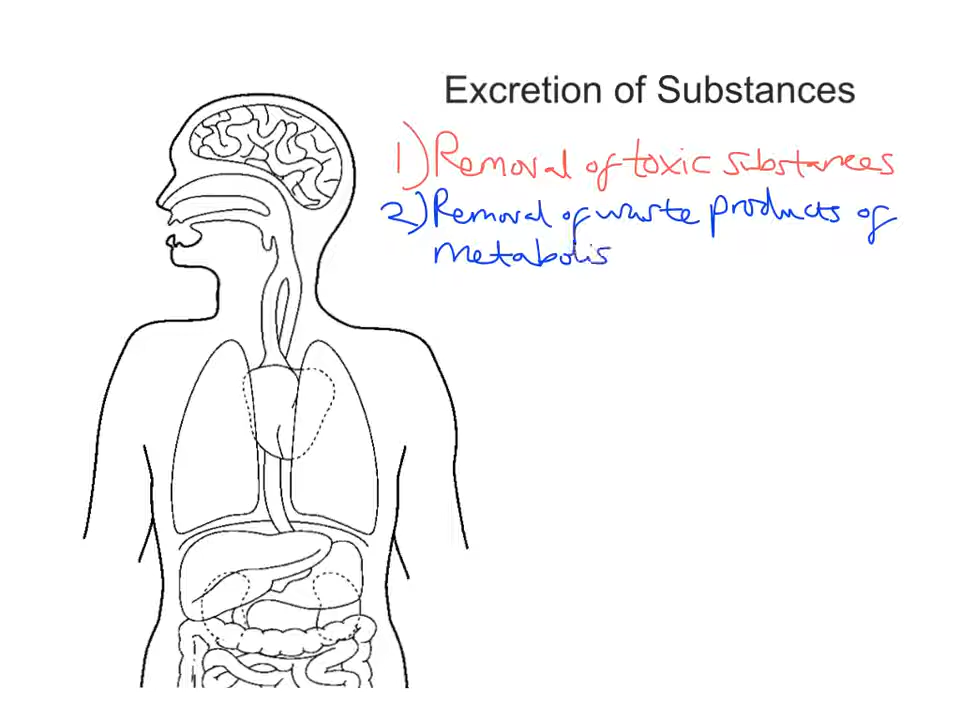 Excretion of Substances
1) Removal of toxic substances
2) Removal of waste products of
metabolis